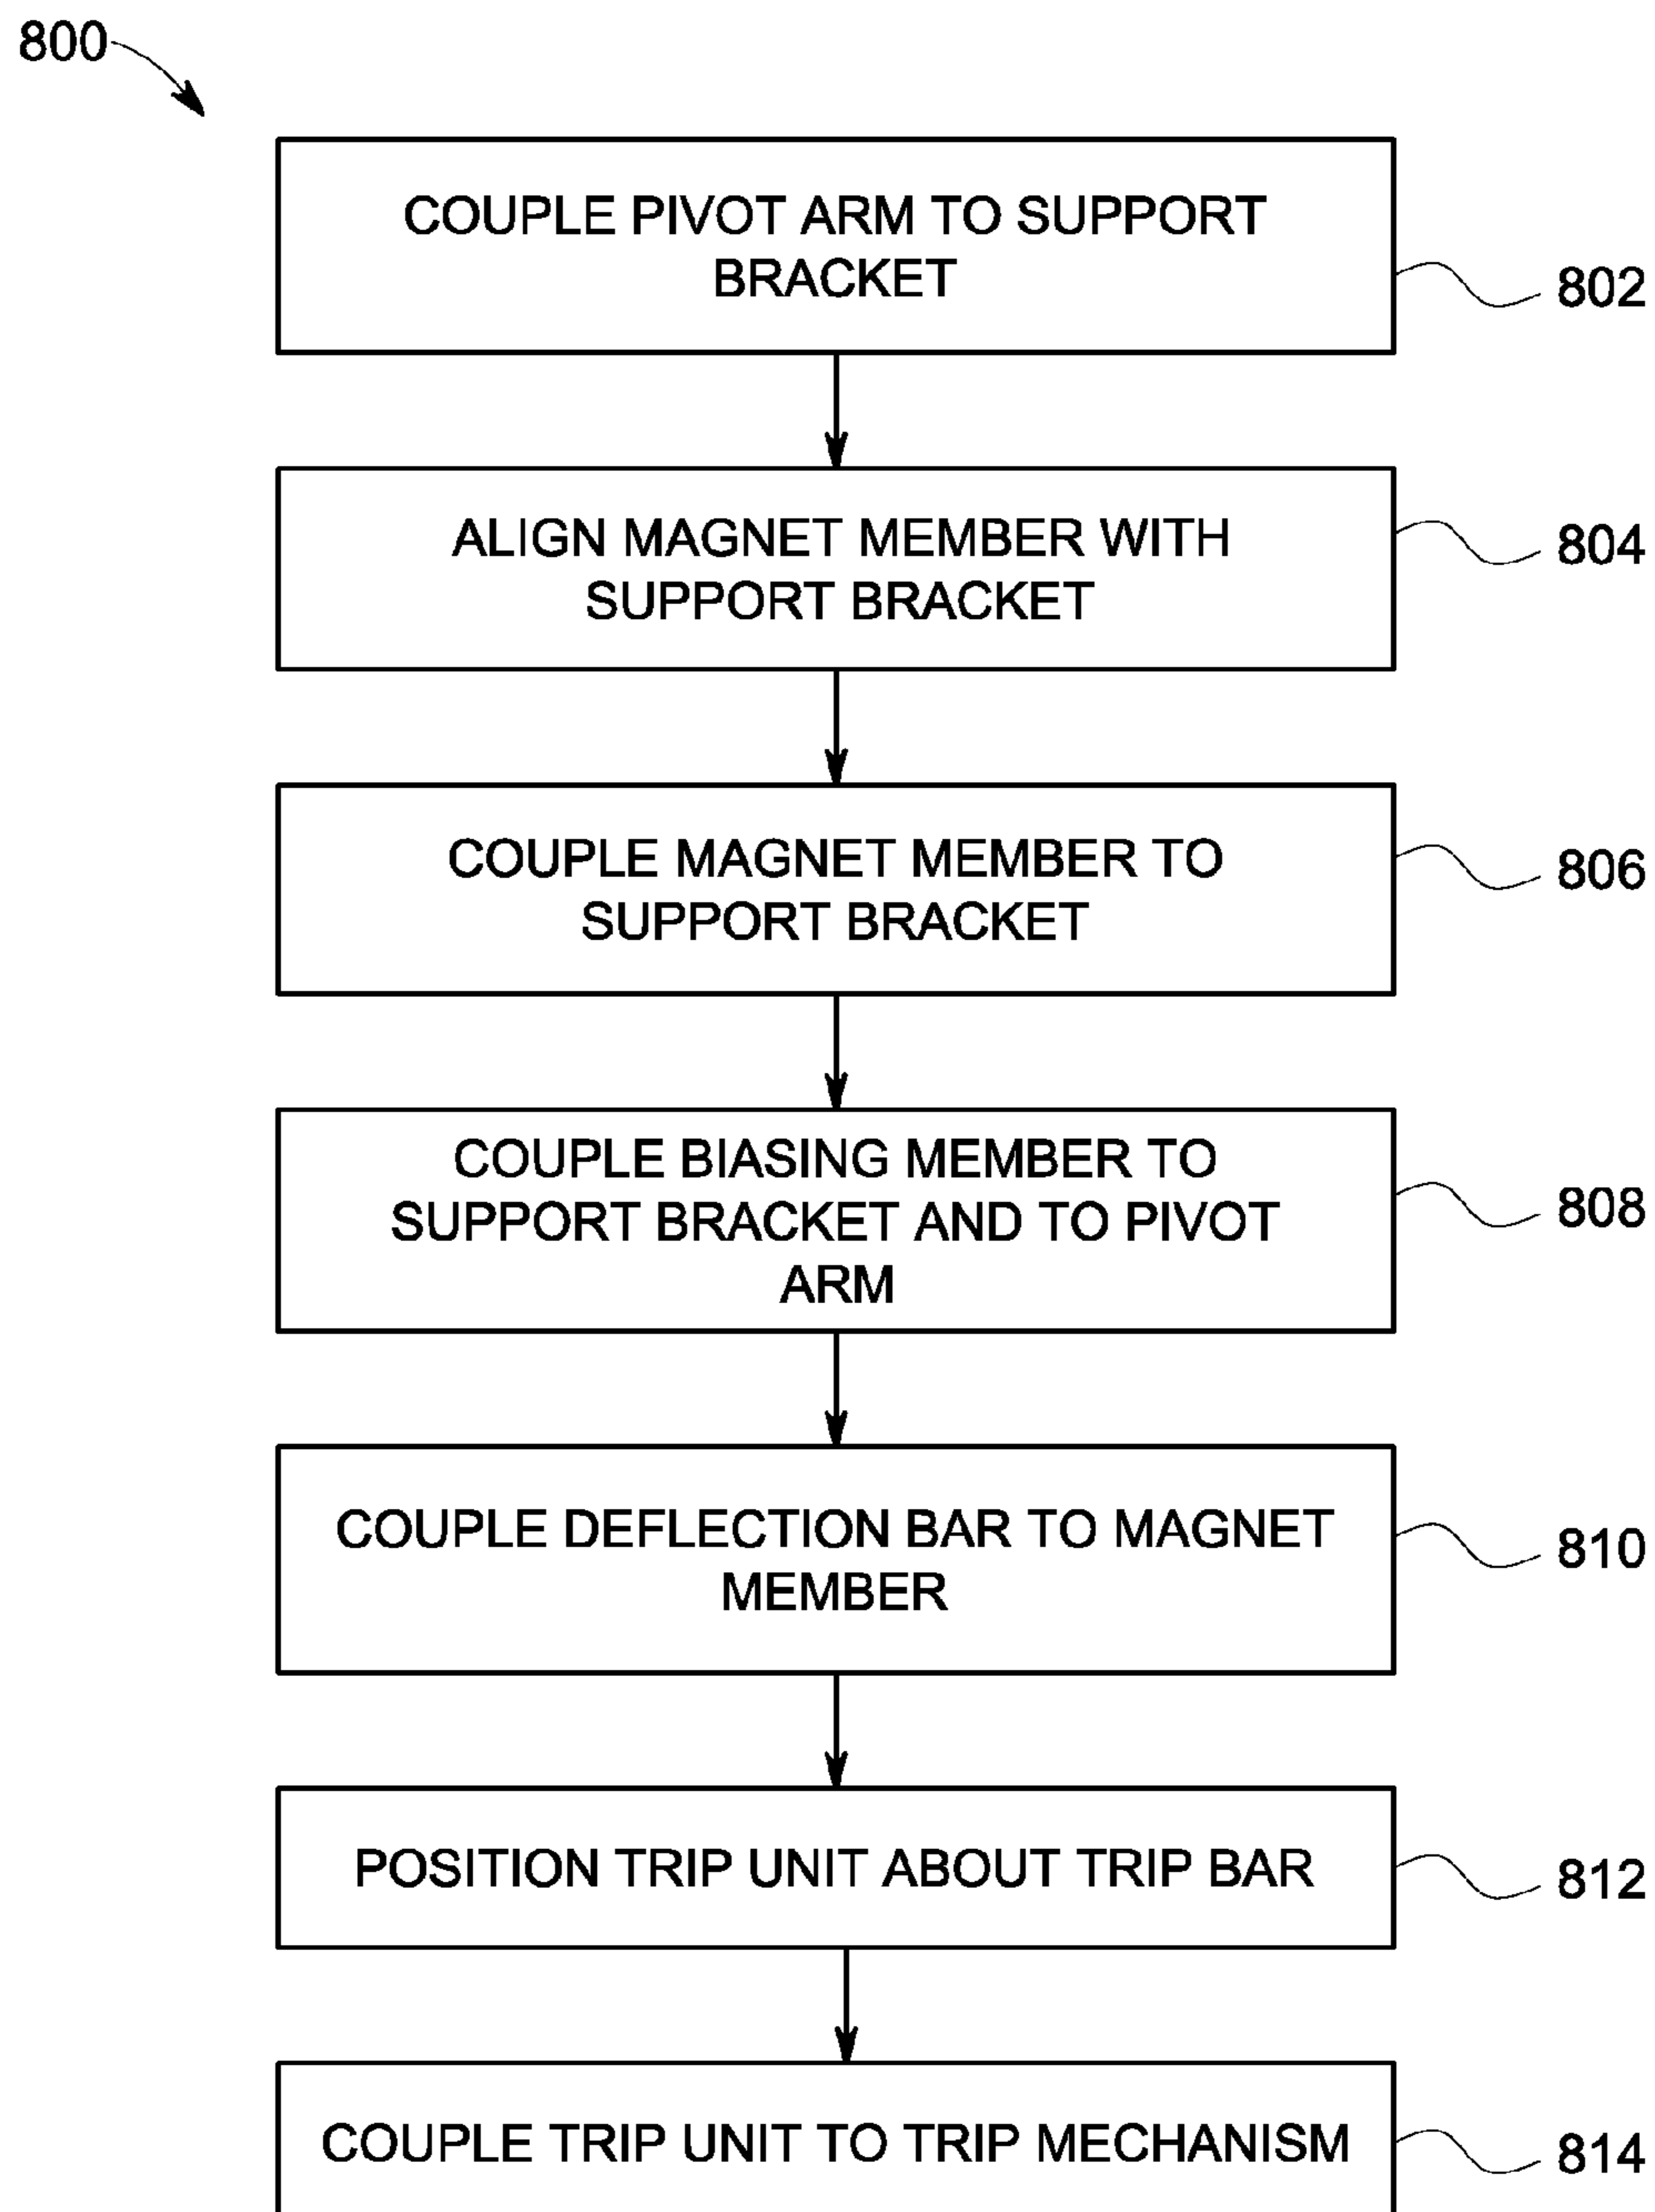 800
COUPLE PIVOT ARM TO SUPPORT
BRACKET
802
ALIGN MAGNET MEMBER WITH
SUPPORT BRACKET
804
COUPLE MAGNET MEMBER TO
SUPPORT BRACKET
806
COUPLE BIASING MEMBER TO
SUPPORT BRACKET AND TO PIVOT
ARM
808
COUPLE DEFLECTION BAR TO MAGNET
MEMBER
810
POSITION TRIP UNIT ABOUT TRIP BAR
812
COUPLE TRIP UNIT TO TRIP MECHANISM
814